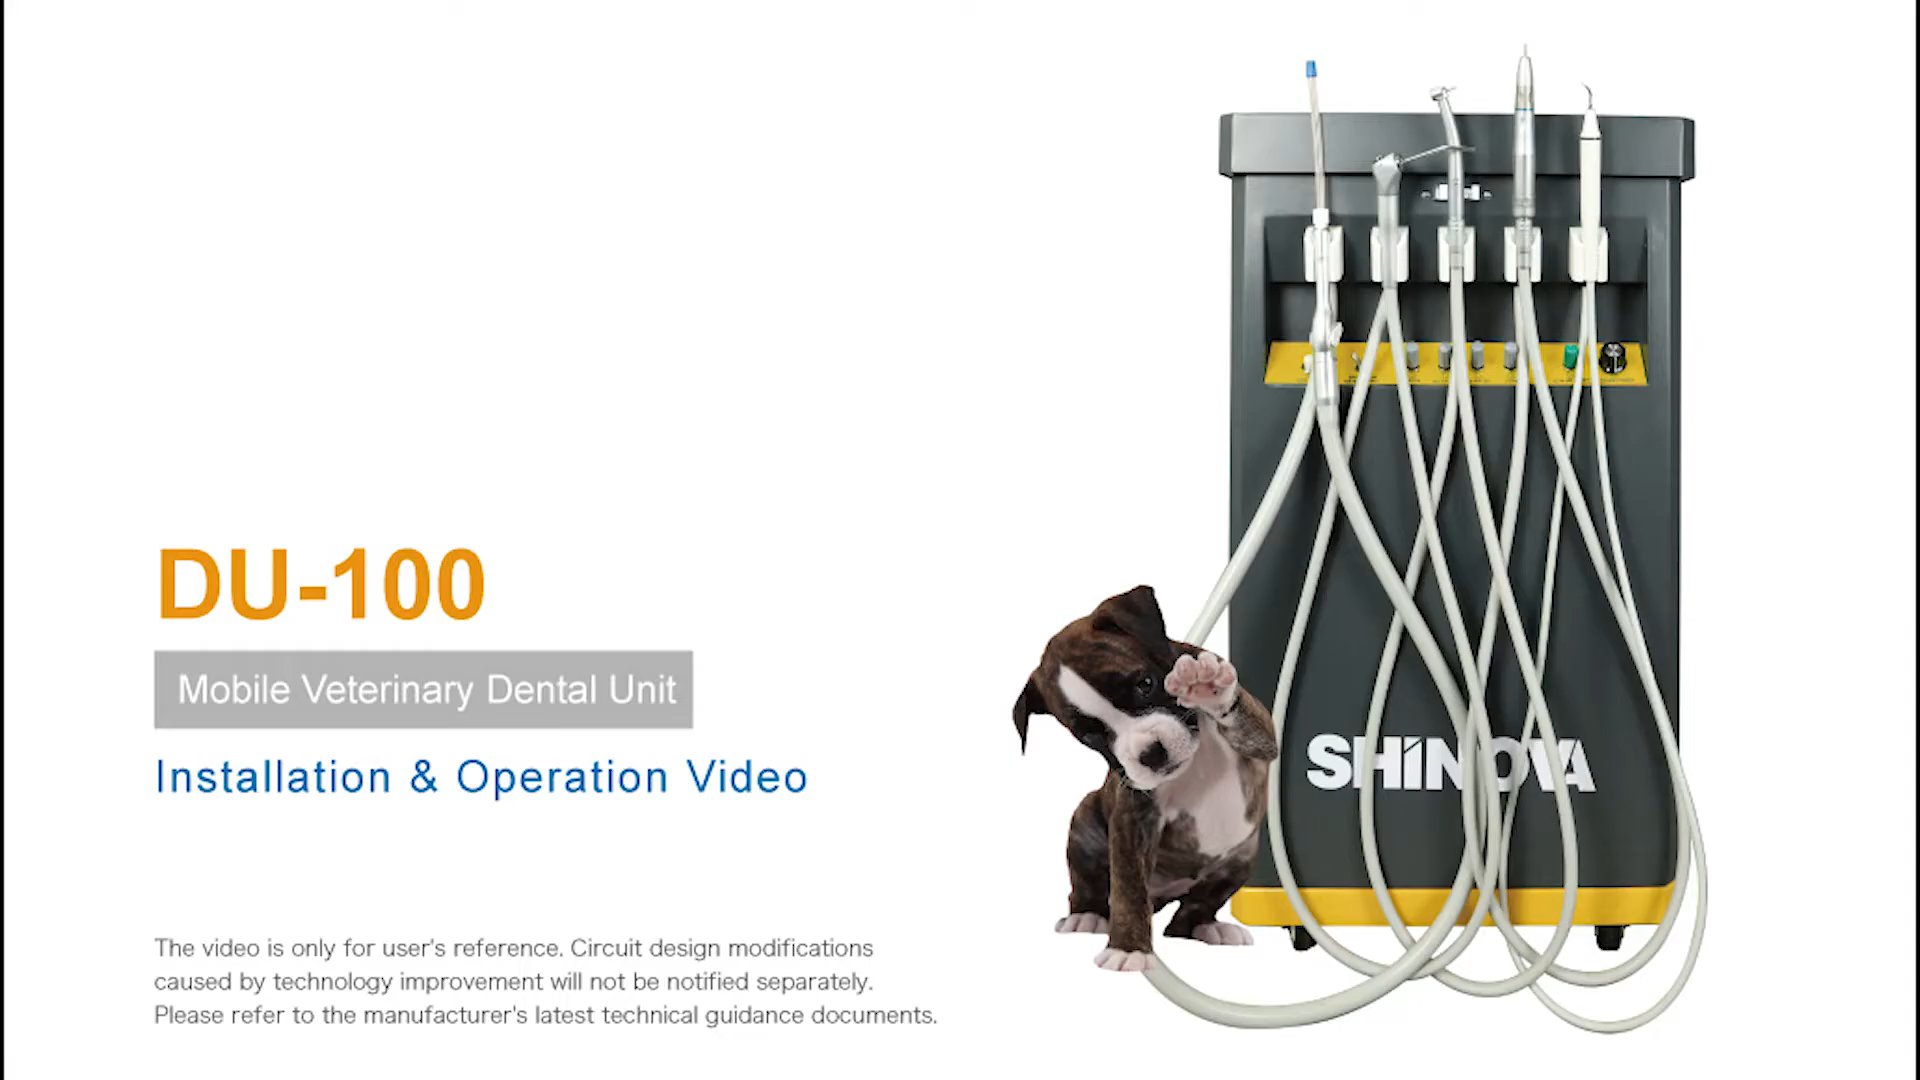 DU-100
Mobile Veterinary Dental Unit
Installation & Operation Video
The video is only for user's reference. Circuit design modifications
caused by technology improvement will not be notified separately.
Please refer to the manufacturer's latest technical guidance documents.
SHINOVA